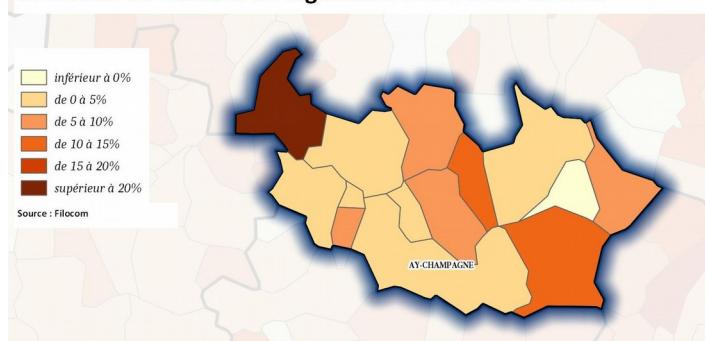 inférieur à 0%
de 0 à 5%
de 5 à 10%
de 10 à 15%
de 15 à 20%
supérieur à 20%
Source : Filocom
AY-CHAMPAGNE